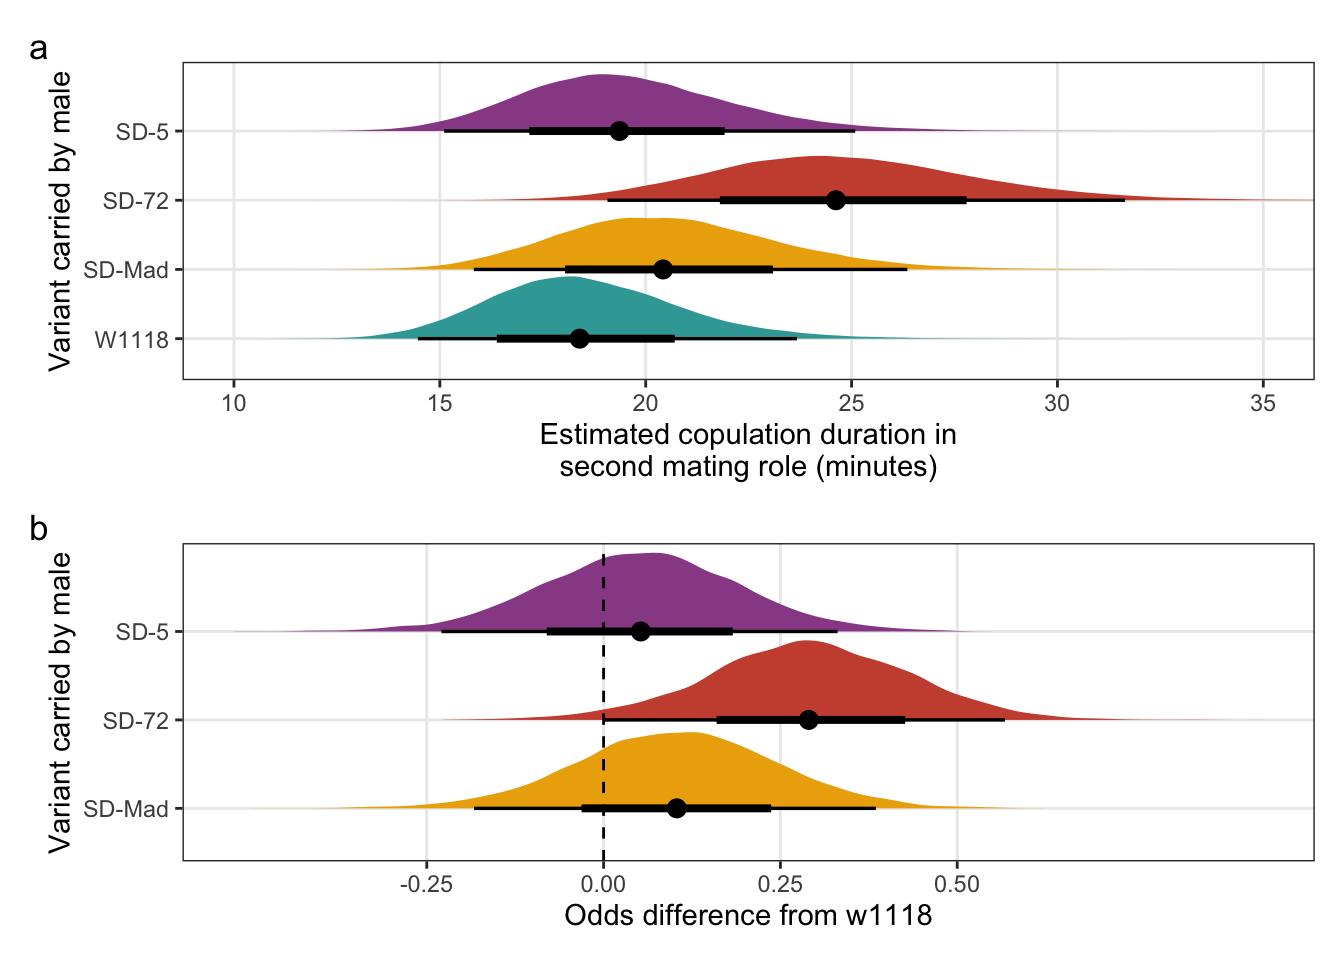 a
Variant carried by male
SD-5
SD-72
SD-Mad
W1118
10 15 20 25 30 35
Estimated copulation duration in
second mating role (minutes)
b
Variant carried by male
SD-5
SD-72
SD-Mad
-0.25 0.00 0.25 0.50
Odds difference from w1118